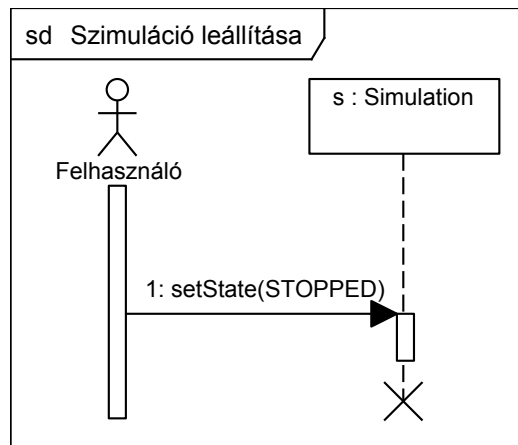 sd Szimuláció leállítása
s : Simulation
Felhasználó
1: setState(STOPPED)